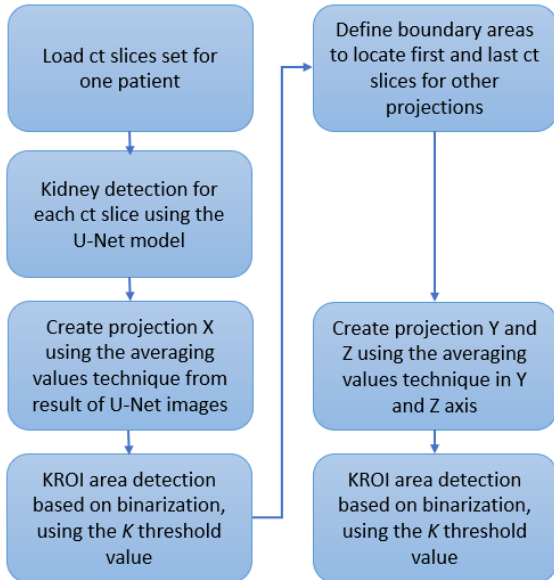 Load ct slices set for
one patient
Kidney detection for
each ct slice using the
U-Net model
Create projection X
using the averaging
values technique from
result of U-Net images
KROI area detection
based on binarization,
using the K threshold
value
Define boundary areas
to locate first and last ct
slices for other
projections
Create projection Y and
Z using the averaging
values technique in Y
and Z axis
KROI area detection
based on binarization,
using the K threshold
value